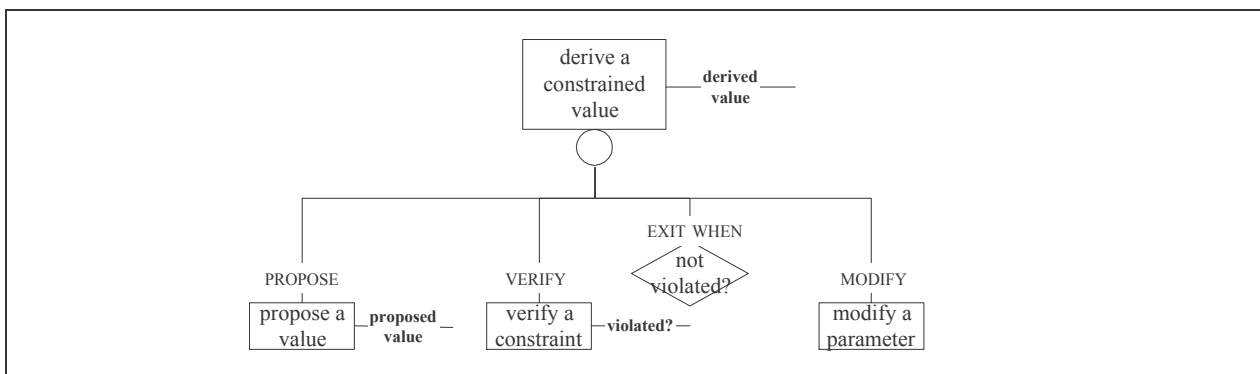 derive a
constrained
value
derived
value
EXIT WHEN
not
violated?
PROPOSE
VERIFY
MODIFY
propose a
value
proposed
value
verify a
constraint
violated?
modify a
parameter